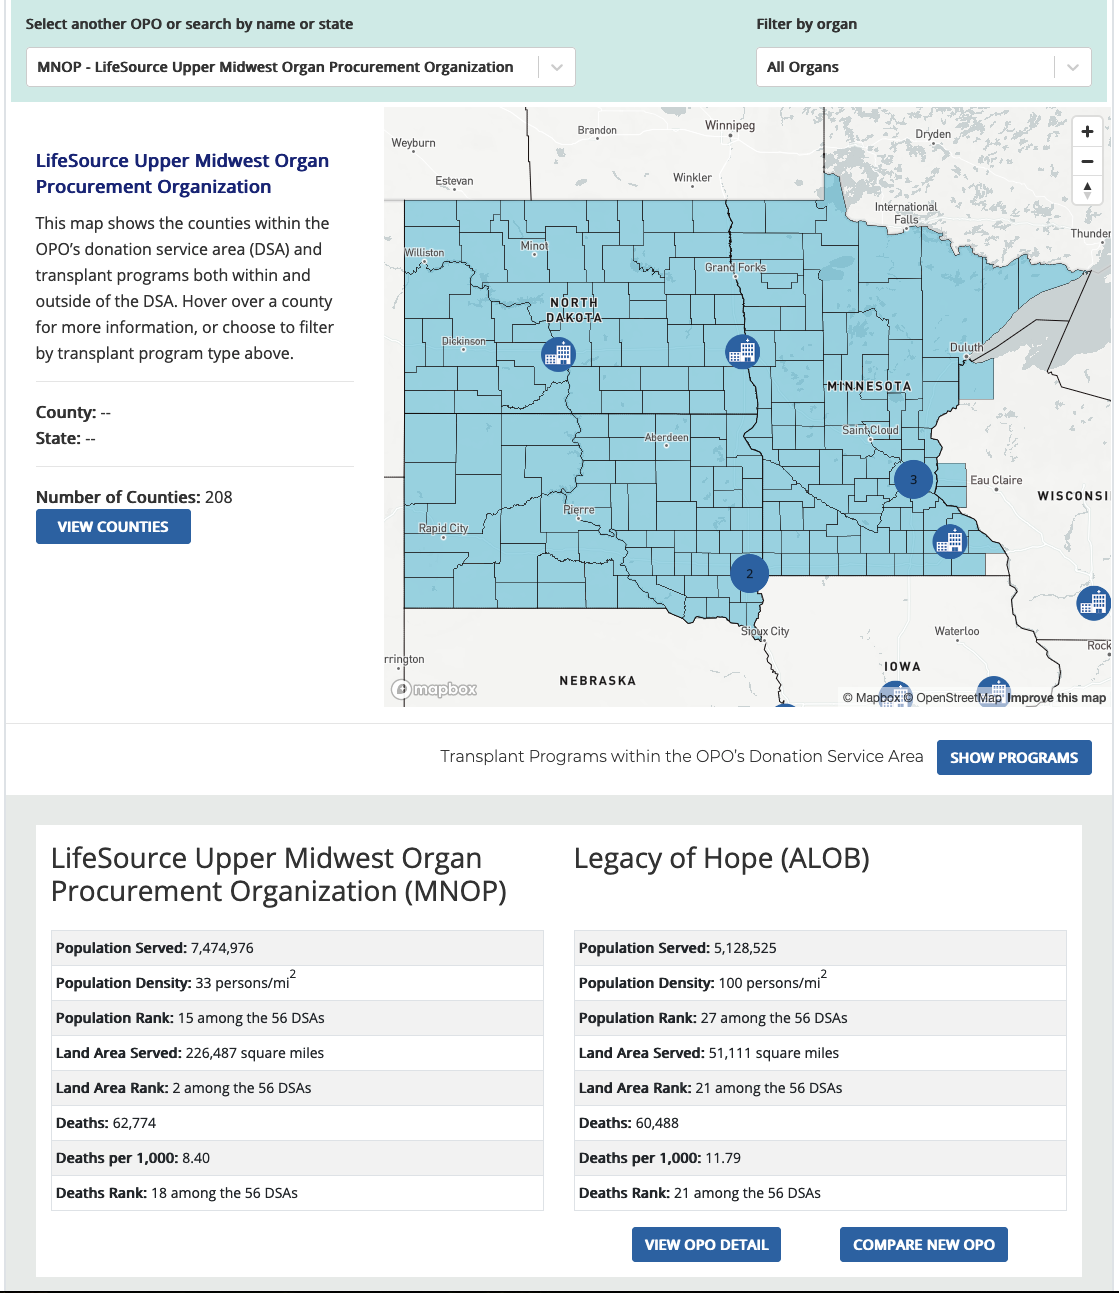 Select another OPO or search by name or state
Filter by organ
MNOP - LifeSource Upper Midwest Organ Procurement Organization
All Organs
LifeSource Upper Midwest Organ
Procurement Organization
This map shows the counties within the
OPO’s donation service area (DSA) and
transplant programs both within and
outside of the DSA. Hover over a county
for more information, or choose to filter
by transplant program type above.
County: --
State: --
Number of Counties: 208
VIEW COUNTIES
Weyburn
Brandon
Winnipeg
Dryden
Estevan
Winkler
International
Falls
Thunder
Williston
Minot
Grand Forks
NORTH
DAKOTA
Dickinson
Duluth
MINNESOTA
Saint Cloud
Aberdeen
3
Eau Claire
WISCONSI
Pierre
Rapid City
2
Sioux City
Waterloo
Rock
rrington
IOWA
NEBRASKA
mapbox
© Mapbox © OpenStreetMap Improve this map
Transplant Programs within the OPO’s Donation Service Area
SHOW PROGRAMS
LifeSource Upper Midwest Organ
Procurement Organization (MNOP)
Population Served: 7,474,976
Population Density: 33 persons/mi2
Population Rank: 15 among the 56 DSAs
Land Area Served: 226,487 square miles
Land Area Rank: 2 among the 56 DSAs
Deaths: 62,774
Deaths per 1,000: 8.40
Deaths Rank: 18 among the 56 DSAs
Legacy of Hope (ALOB)
Population Served: 5,128,525
Population Density: 100 persons/mi2
Population Rank: 27 among the 56 DSAs
Land Area Served: 51,111 square miles
Land Area Rank: 21 among the 56 DSAs
Deaths: 60,488
Deaths per 1,000: 11.79
Deaths Rank: 21 among the 56 DSAs
VIEW OPO DETAIL
COMPARE NEW OPO